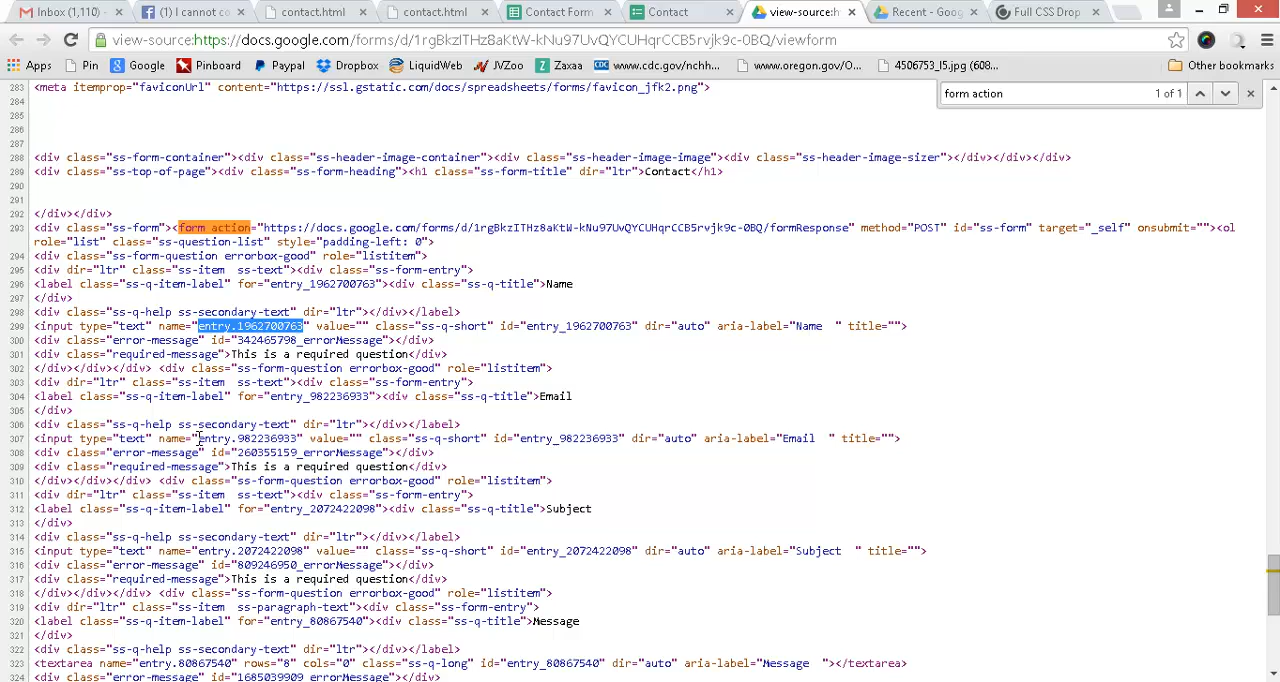 Inbox (1,110) -
(1) I cannot co
contact.html
contact.html
Contact Form
Contact
view-source:h
Recent - Goog
Full CSS Drop
view-source:https://docs.google.com/forms/d/1rgBkzITHz8aKtW-kNu97UvQYCUHqrCCB5rvjk9c-0BQ/viewform
Apps
Pin
Google
Pinboard
Paypal
Dropbox
LiquidWeb
JVZoo
Zaxaa
CDC www.cdc.gov/nchh...
www.oregon.gov/O...
4506753_l5.jpg (608...
Other bookmarks
form action
1 of 1
283 <meta itemprop="faviconUrl" content="https://ssl.gstatic.com/docs/spreadsheets/forms/favicon_jfk2.png">
284
285
286
287
288 <div class="ss-form-container"><div class="ss-header-image-container"><div class="ss-header-image-image"><div class="ss-header-image-sizer"></div></div></div>
289 <div class="ss-top-of-page"><div class="ss-form-heading"><h1 class="ss-form-title" dir="ltr">Contact</h1>
290
291
292 </div></div>
293 <div class="ss-form"><form action="https://docs.google.com/forms/d/1rgBkzITHz8aKtW-kNu97UvQYCUHqrCCB5rvjk9c-0BQ/formResponse" method="POST" id="ss-form" target="_self" onsubmit=""><ol
role="list" class="ss-question-list" style="padding-left: 0">
294 <div class="ss-form-question errorbox-good" role="listitem">
295 <div dir="ltr" class="ss-item  ss-text"><div class="ss-form-entry">
296 <label class="ss-q-item-label" for="entry_1962700763"><div class="ss-q-title">Name
297 </div>
298 <div class="ss-q-help ss-secondary-text" dir="ltr"></div></label>
299 <input type="text" name="entry.1962700763" value="" class="ss-q-short" id="entry_1962700763" dir="auto" aria-label="Name  " title="">
300 <div class="error-message" id="342465798_errorMessage"></div>
301 <div class="required-message">This is a required question</div>
302 </div></div></div> <div class="ss-form-question errorbox-good" role="listitem">
303 <div dir="ltr" class="ss-item  ss-text"><div class="ss-form-entry">
304 <label class="ss-q-item-label" for="entry_982236933"><div class="ss-q-title">Email
305 </div>
306 <div class="ss-q-help ss-secondary-text" dir="ltr"></div></label>
307 <input type="text" name="entry.982236933" value="" class="ss-q-short" id="entry_982236933" dir="auto" aria-label="Email  " title="">
308 <div class="error-message" id="260355159_errorMessage"></div>
309 <div class="required-message">This is a required question</div>
310 </div></div></div> <div class="ss-form-question errorbox-good" role="listitem">
311 <div dir="ltr" class="ss-item  ss-text"><div class="ss-form-entry">
312 <label class="ss-q-item-label" for="entry_2072422098"><div class="ss-q-title">Subject
313 </div>
314 <div class="ss-q-help ss-secondary-text" dir="ltr"></div></label>
315 <input type="text" name="entry.2072422098" value="" class="ss-q-short" id="entry_2072422098" dir="auto" aria-label="Subject  " title="">
316 <div class="error-message" id="809246950_errorMessage"></div>
317 <div class="required-message">This is a required question</div>
318 </div></div></div> <div class="ss-form-question errorbox-good" role="listitem">
319 <div dir="ltr" class="ss-item  ss-paragraph-text"><div class="ss-form-entry">
320 <label class="ss-q-item-label" for="entry_80867540"><div class="ss-q-title">Message
321 </div>
322 <div class="ss-q-help ss-secondary-text" dir="ltr"></div></label>
323 <textarea name="entry.80867540" rows="8" cols="0" class="ss-q-long" id="entry_80867540" dir="auto" aria-label="Message  "></textarea>
324 <div class="error-message" id="1685039909_errorMessage"></div>